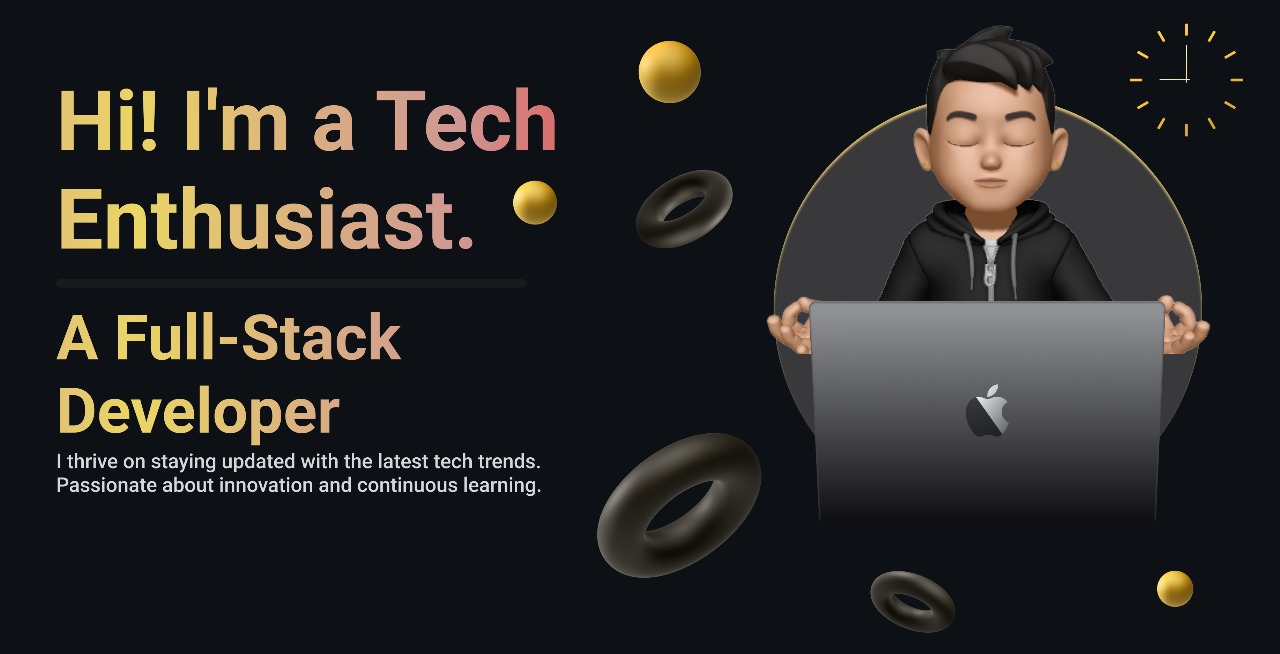 Hi! I'm a Tech
Enthusiast.
A Full-Stack
Developer
I thrive on staying updated with the latest tech trends.
Passionate about innovation and continuous learning.